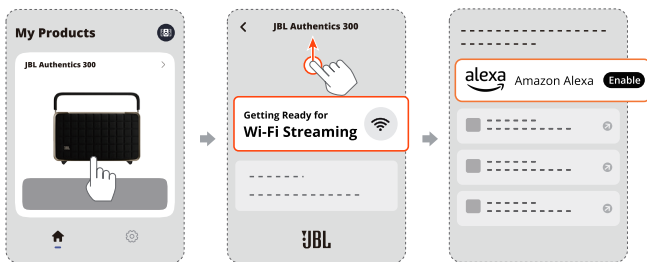 My Products
JBL Authentics 300
JBL Authentics 300
Getting Ready for
Wi-Fi Streaming
JBL
alexa
Amazon Alexa
Enable